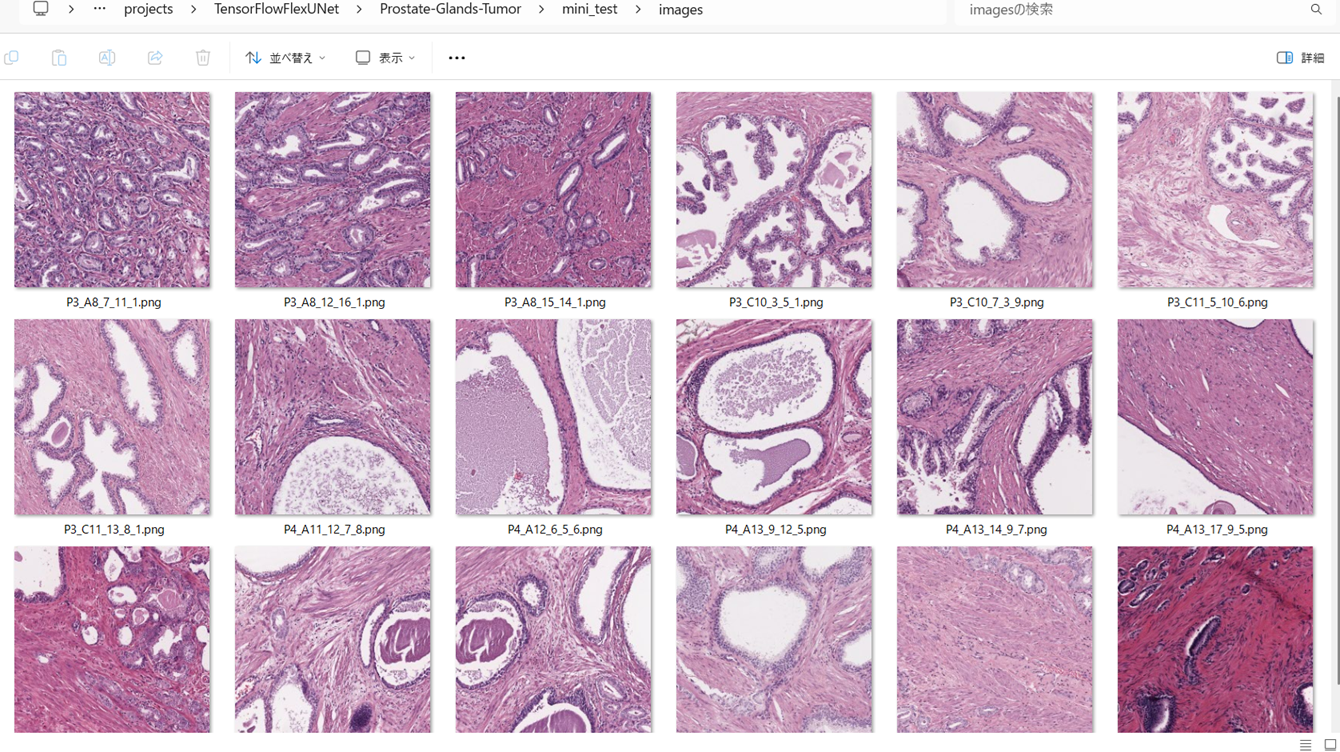 projects > TensorFlowFlexUNet > Prostate-Glands-Tumor > mini_test > images
imagesの検索
並べ替え
表示
詳細
P3_A8_7_11_1.png
P3_A8_12_16_1.png
P3_A8_15_14_1.png
P3_C10_3_5_1.png
P3_C10_7_3_9.png
P3_C11_5_10_6.png
P3_C11_13_8_1.png
P4_A11_12_7_8.png
P4_A12_6_5_6.png
P4_A13_9_12_5.png
P4_A13_14_9_7.png
P4_A13_17_9_5.png